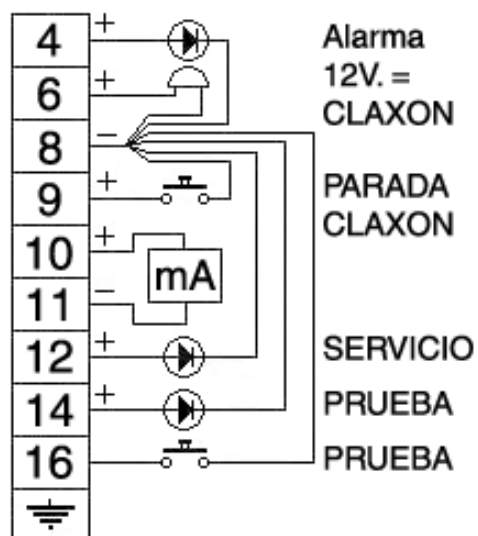 4 + Alarma
6 + 12V. =
CLAXON
8 −
9 + PARADA
CLAXON
10 +
mA
11 −
12 + SERVICIO
14 + PRUEBA
16 PRUEBA